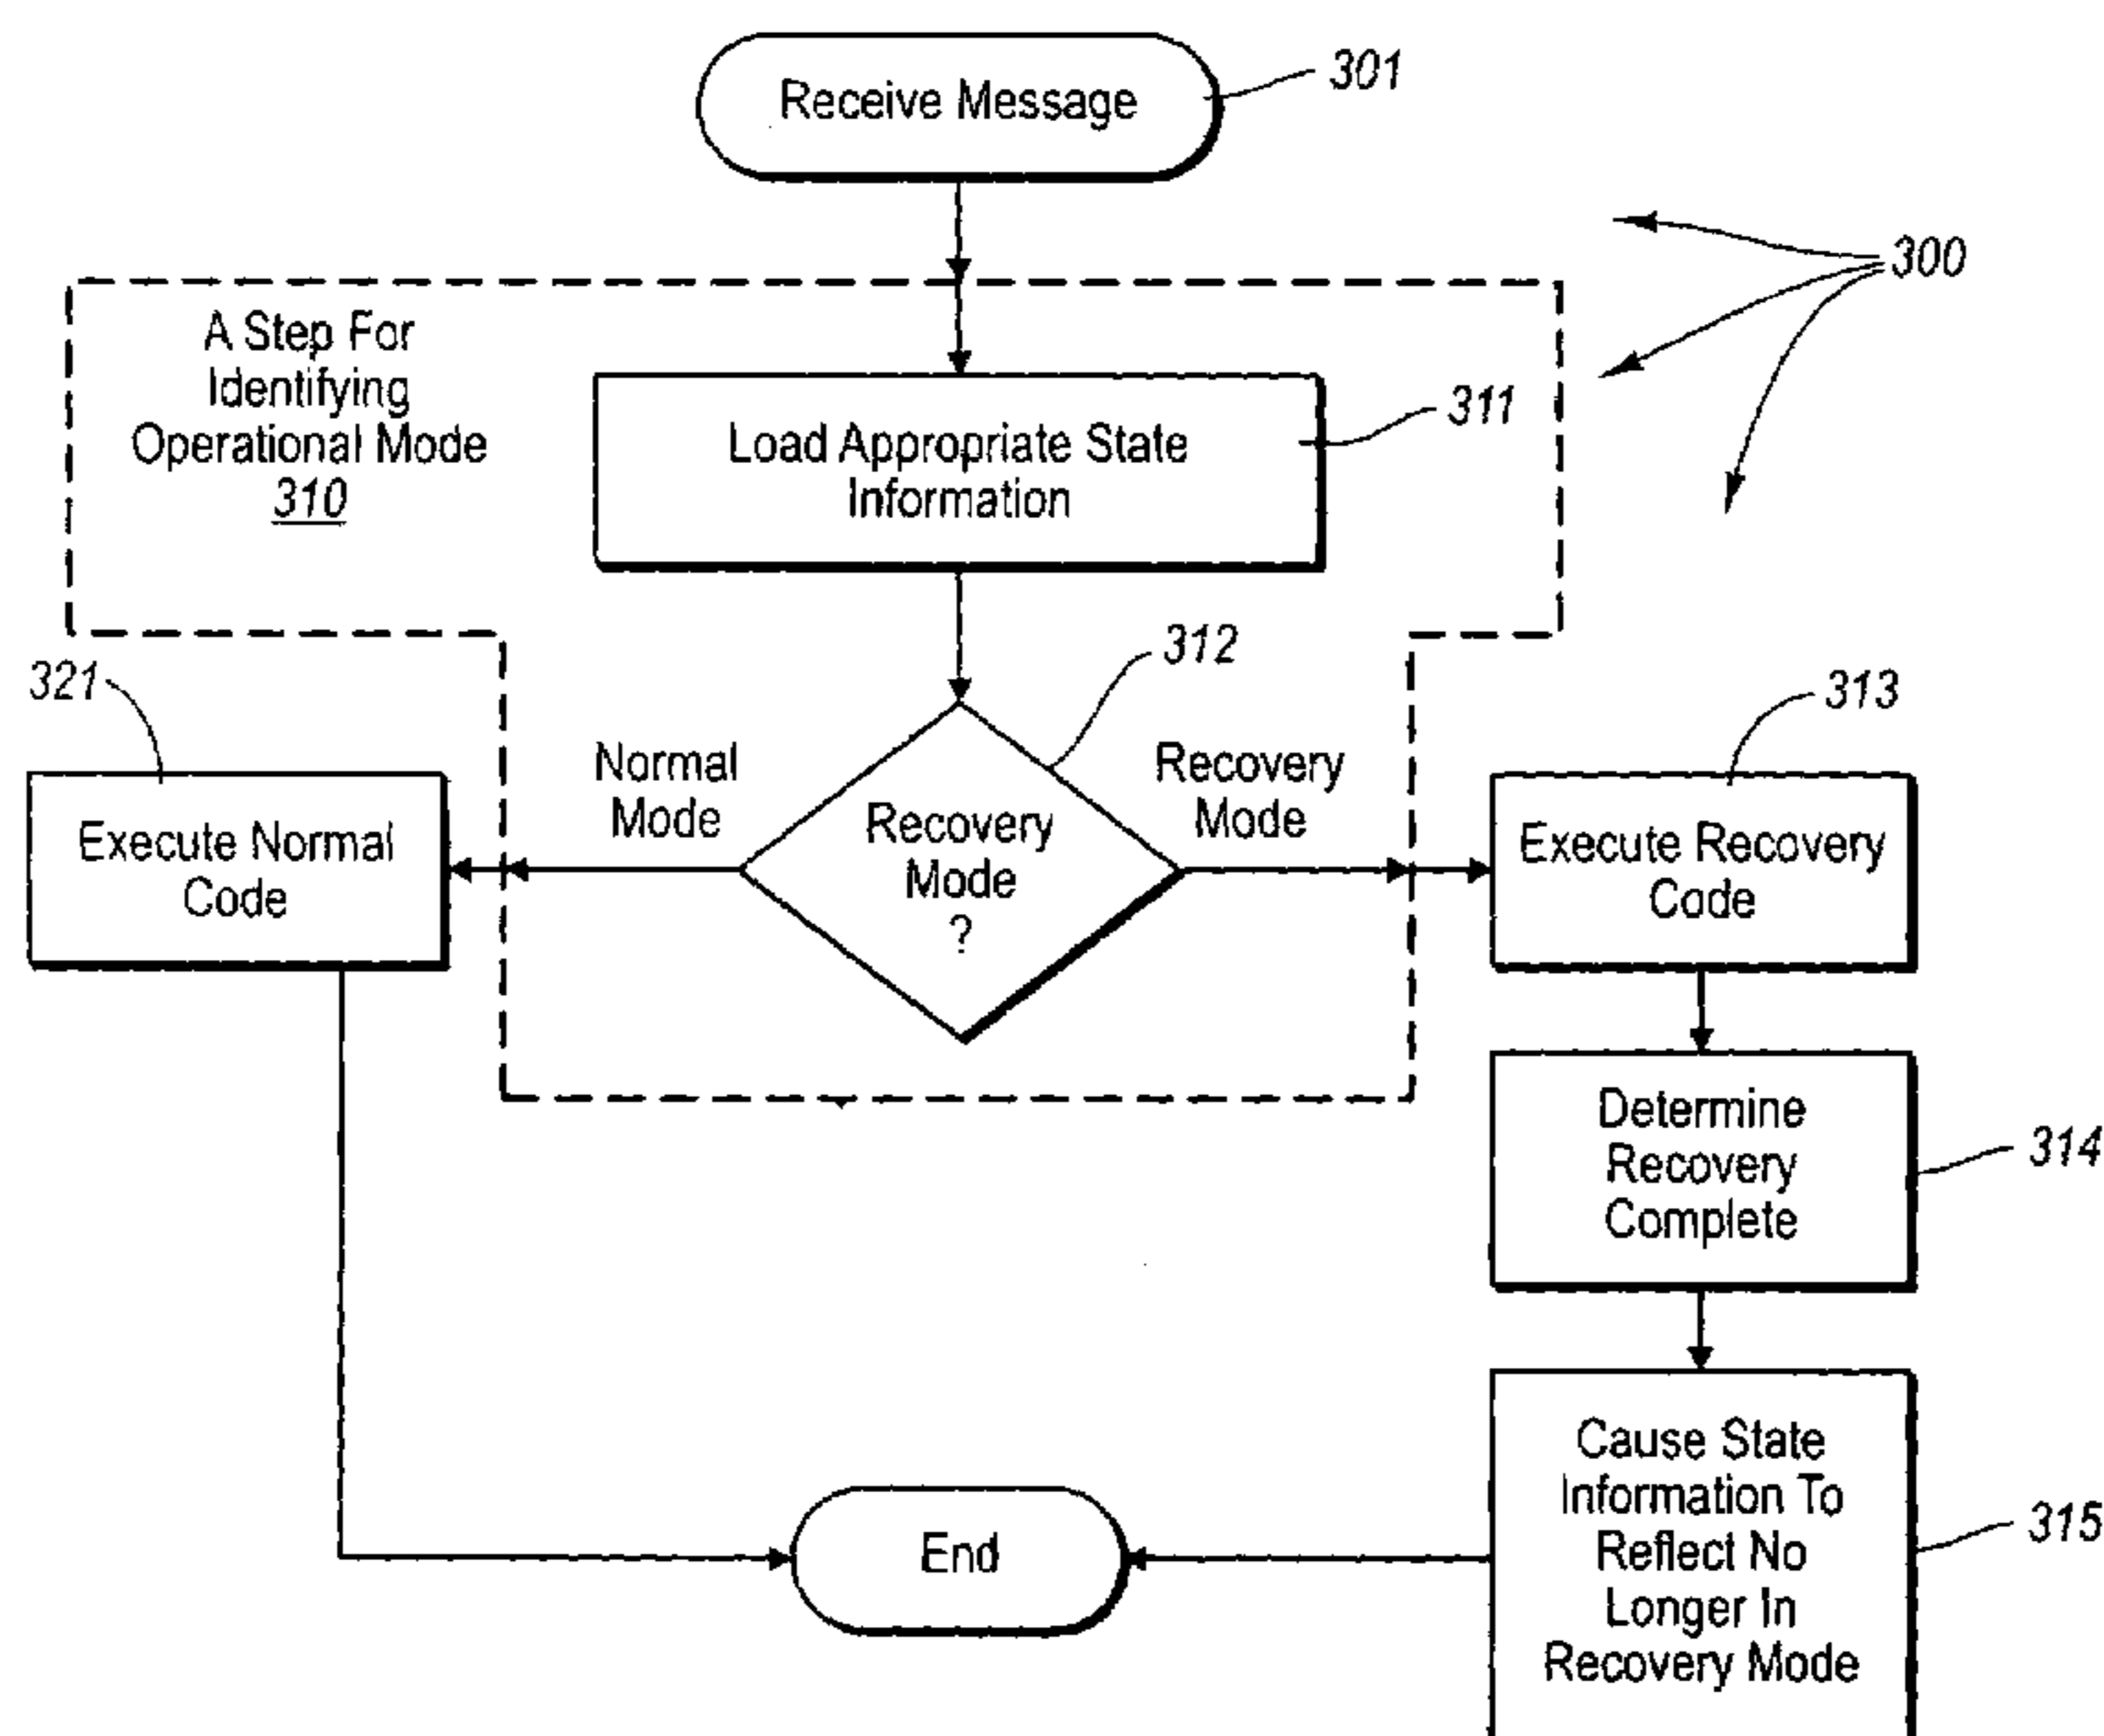 Receive Message
301
300
A Step For
Identifying
Operational Mode
310
Load Appropriate State
Information
311
312
321
313
Normal
Mode
Recovery
Mode
Recovery
Mode
?
Execute Normal
Code
Execute Recovery
Code
Determine
Recovery
Complete
314
Cause State
Information To
Reflect No
Longer In
Recovery Mode
315
End